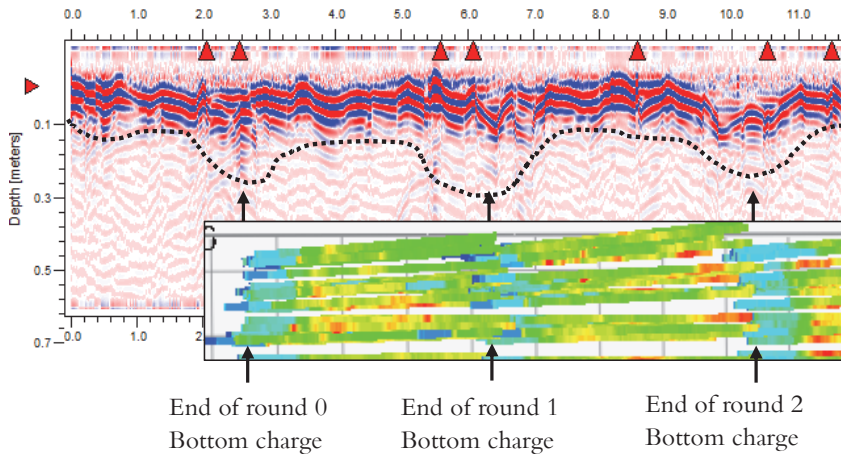 0.0 1.0 2.0 3.0 4.0 5.0 6.0 7.0 8.0 9.0 10.0 11.0
Depth [meters]
0.1
0.3
0.5
0.7
0.0 1.0 2
End of round 0
Bottom charge
End of round 1
Bottom charge
End of round 2
Bottom charge